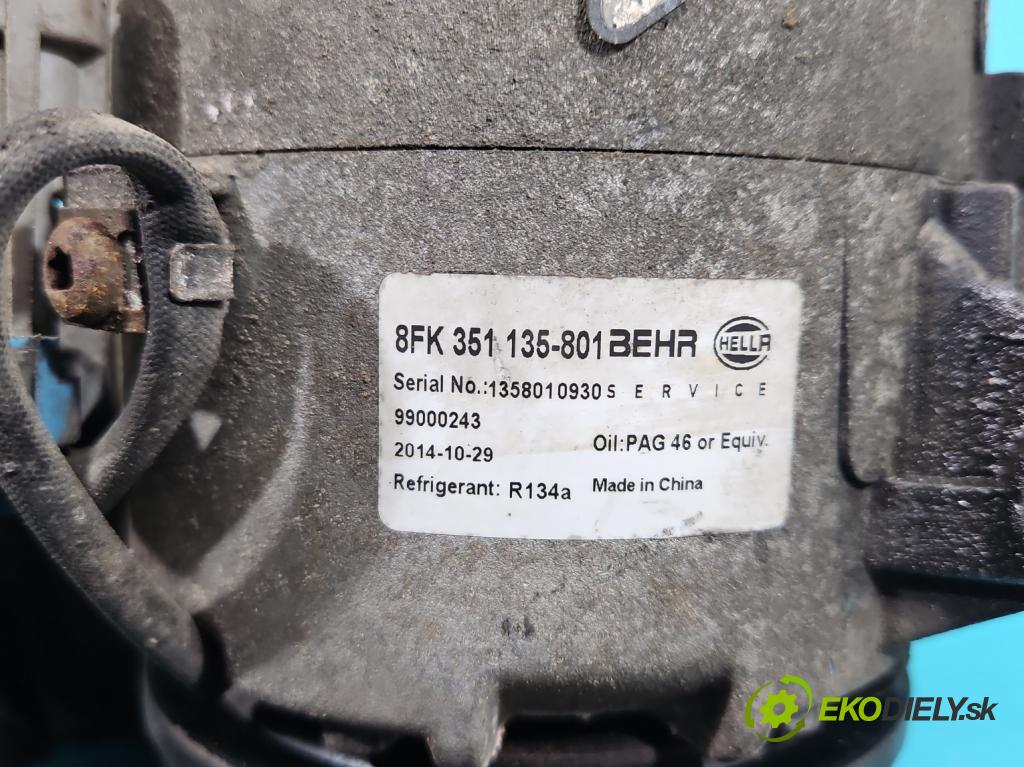 8FK 351 135-801 BEHR HELLA
Serial No.:1358010930 SERVICE
99000243
2014-10-29 Oil:PAG 46 or Equiv.
Refrigerant: R134a Made in China
EKODIELY.sk